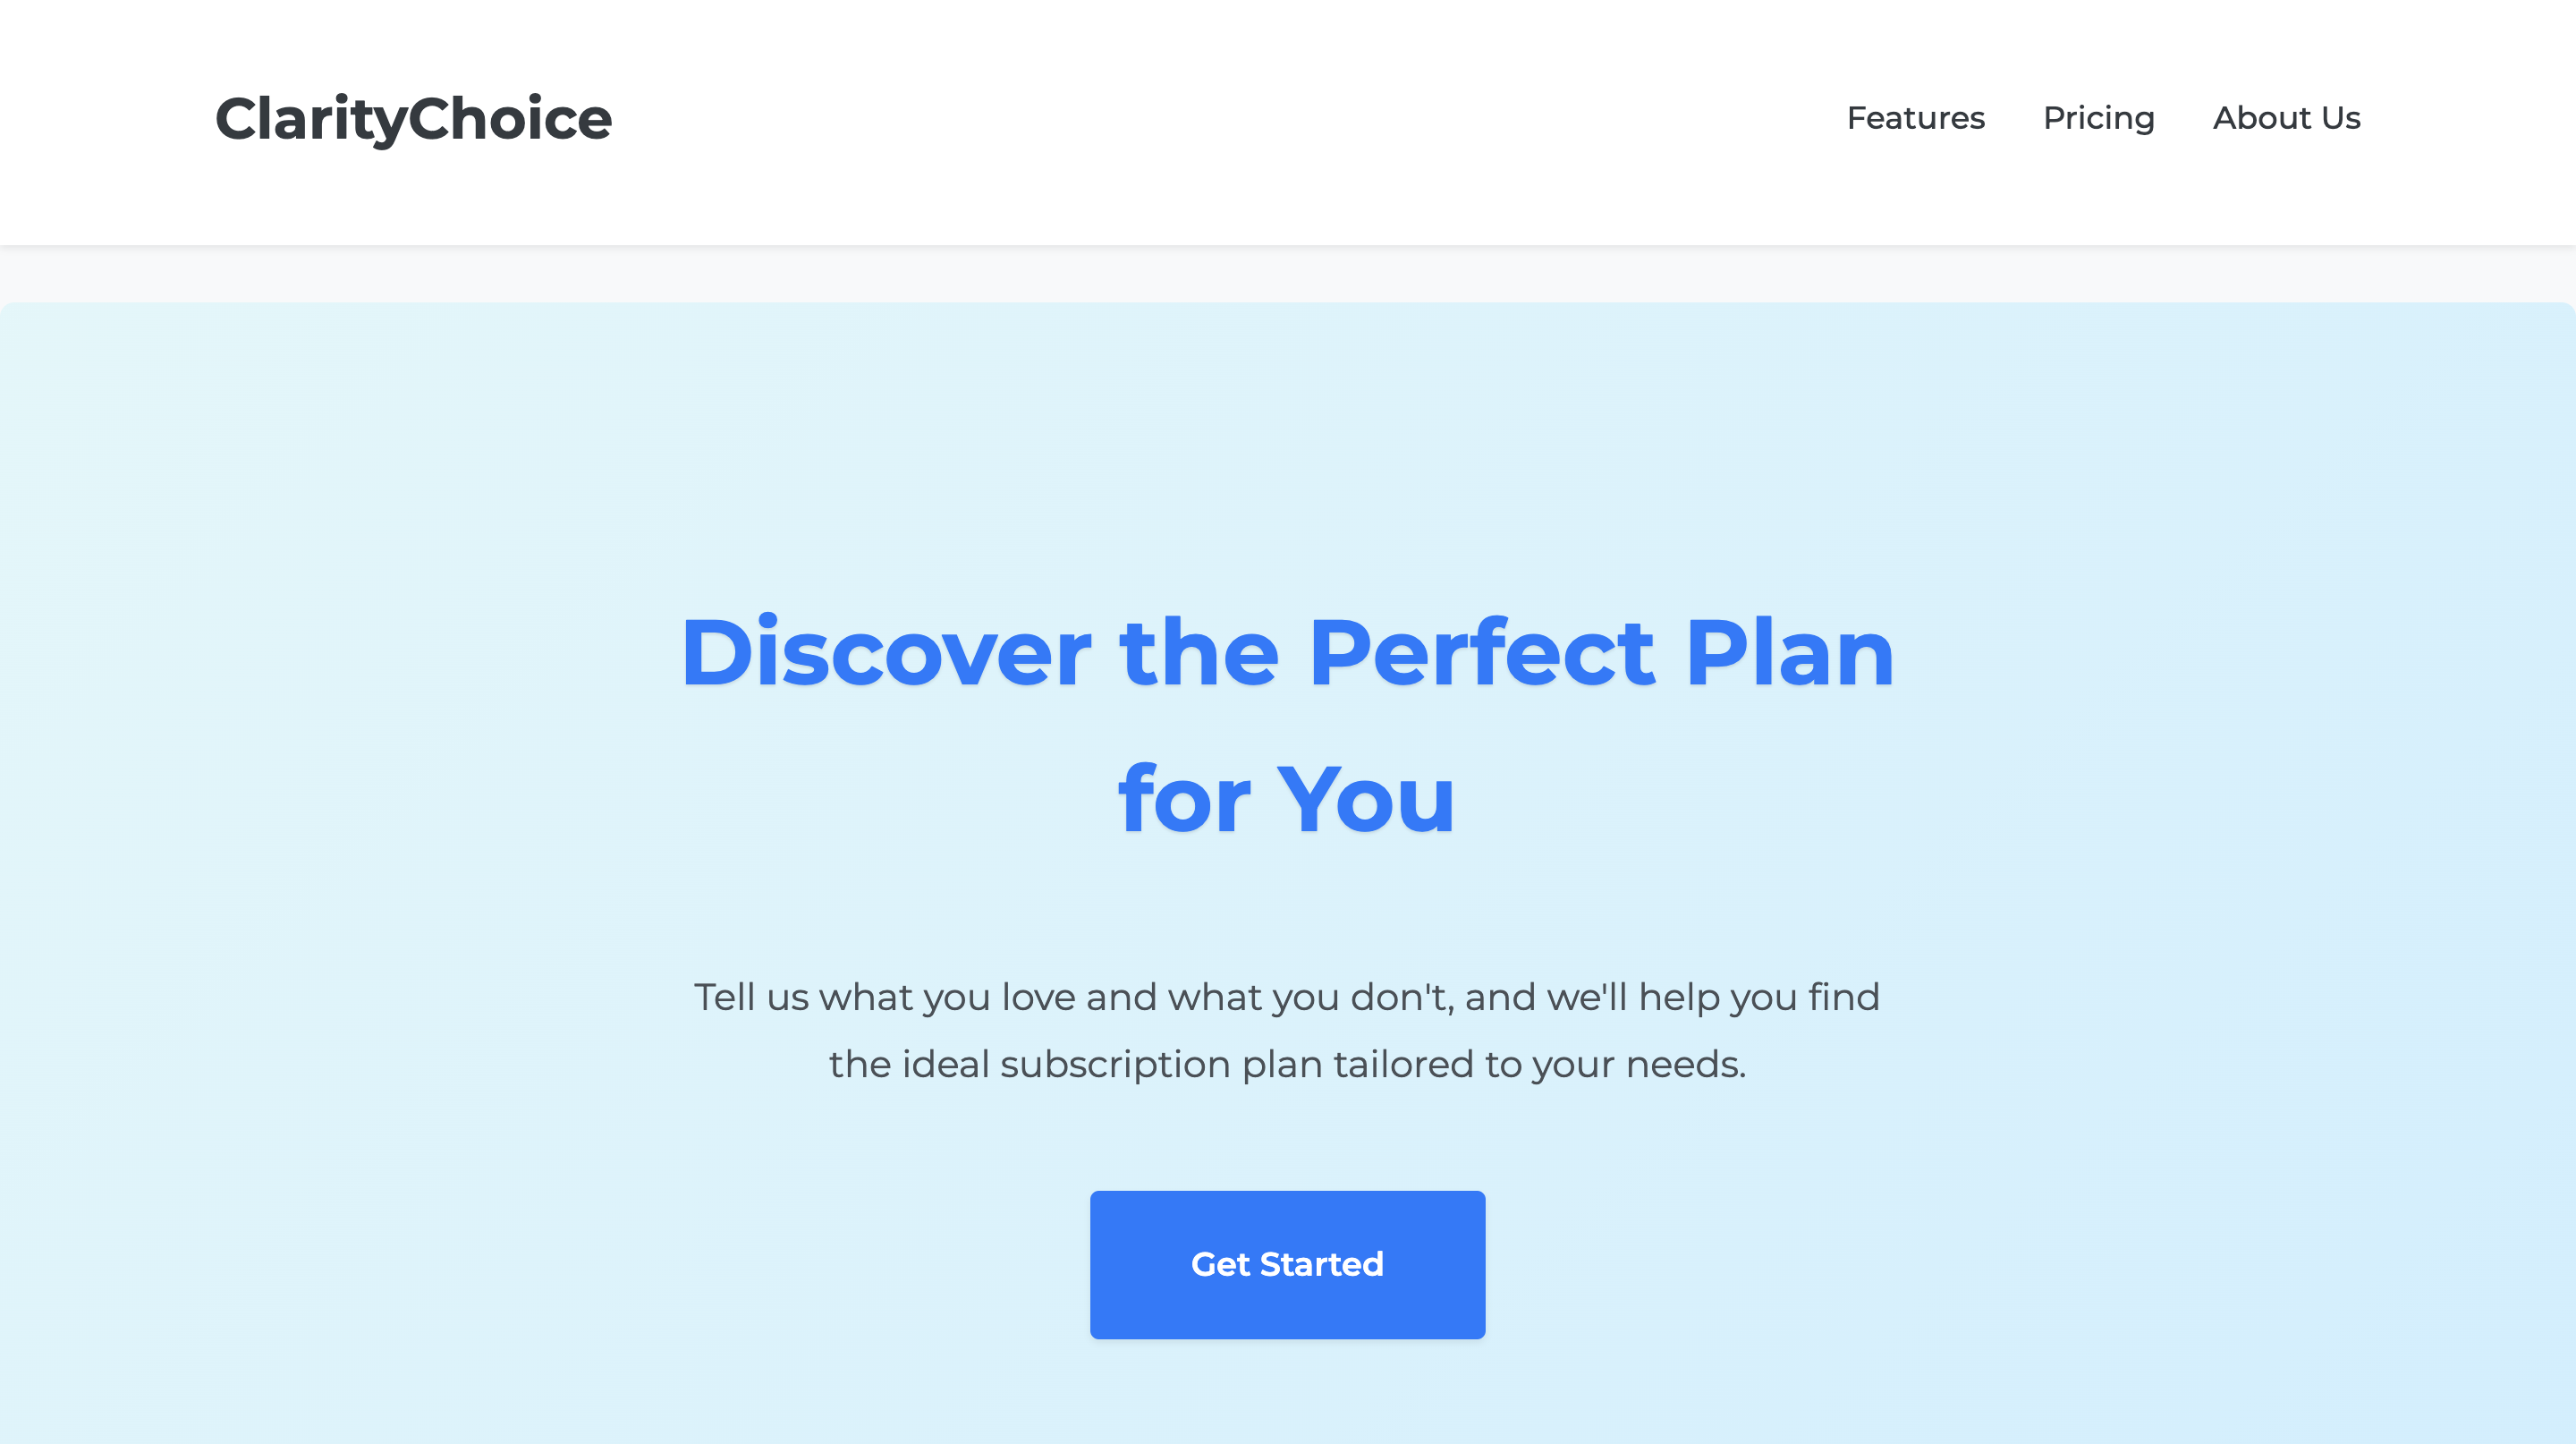 ClarityChoice
Features
Pricing
About Us
Discover the Perfect Plan
for You
Tell us what you love and what you don't, and we'll help you find
the ideal subscription plan tailored to your needs.
Get Started